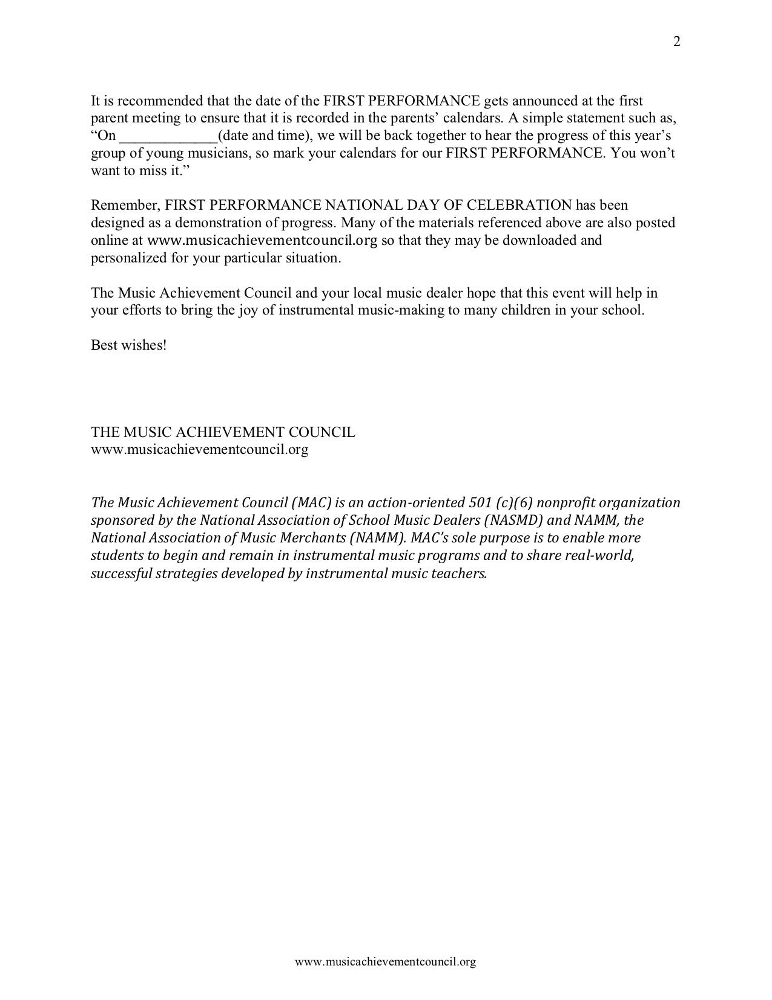 2
It is recommended that the date of the FIRST PERFORMANCE gets announced at the first
parent meeting to ensure that it is recorded in the parents’ calendars. A simple statement such as,
“On _____________(date and time), we will be back together to hear the progress of this year’s
group of young musicians, so mark your calendars for our FIRST PERFORMANCE. You won’t
want to miss it.”
Remember, FIRST PERFORMANCE NATIONAL DAY OF CELEBRATION has been
designed as a demonstration of progress. Many of the materials referenced above are also posted
online at www.musicachievementcouncil.org so that they may be downloaded and
personalized for your particular situation.
The Music Achievement Council and your local music dealer hope that this event will help in
your efforts to bring the joy of instrumental music-making to many children in your school.
Best wishes!
THE MUSIC ACHIEVEMENT COUNCIL
www.musicachievementcouncil.org
The Music Achievement Council (MAC) is an action-oriented 501 (c)(6) nonprofit organization
sponsored by the National Association of School Music Dealers (NASMD) and NAMM, the
National Association of Music Merchants (NAMM). MAC’s sole purpose is to enable more
students to begin and remain in instrumental music programs and to share real-world,
successful strategies developed by instrumental music teachers.
www.musicachievementcouncil.org